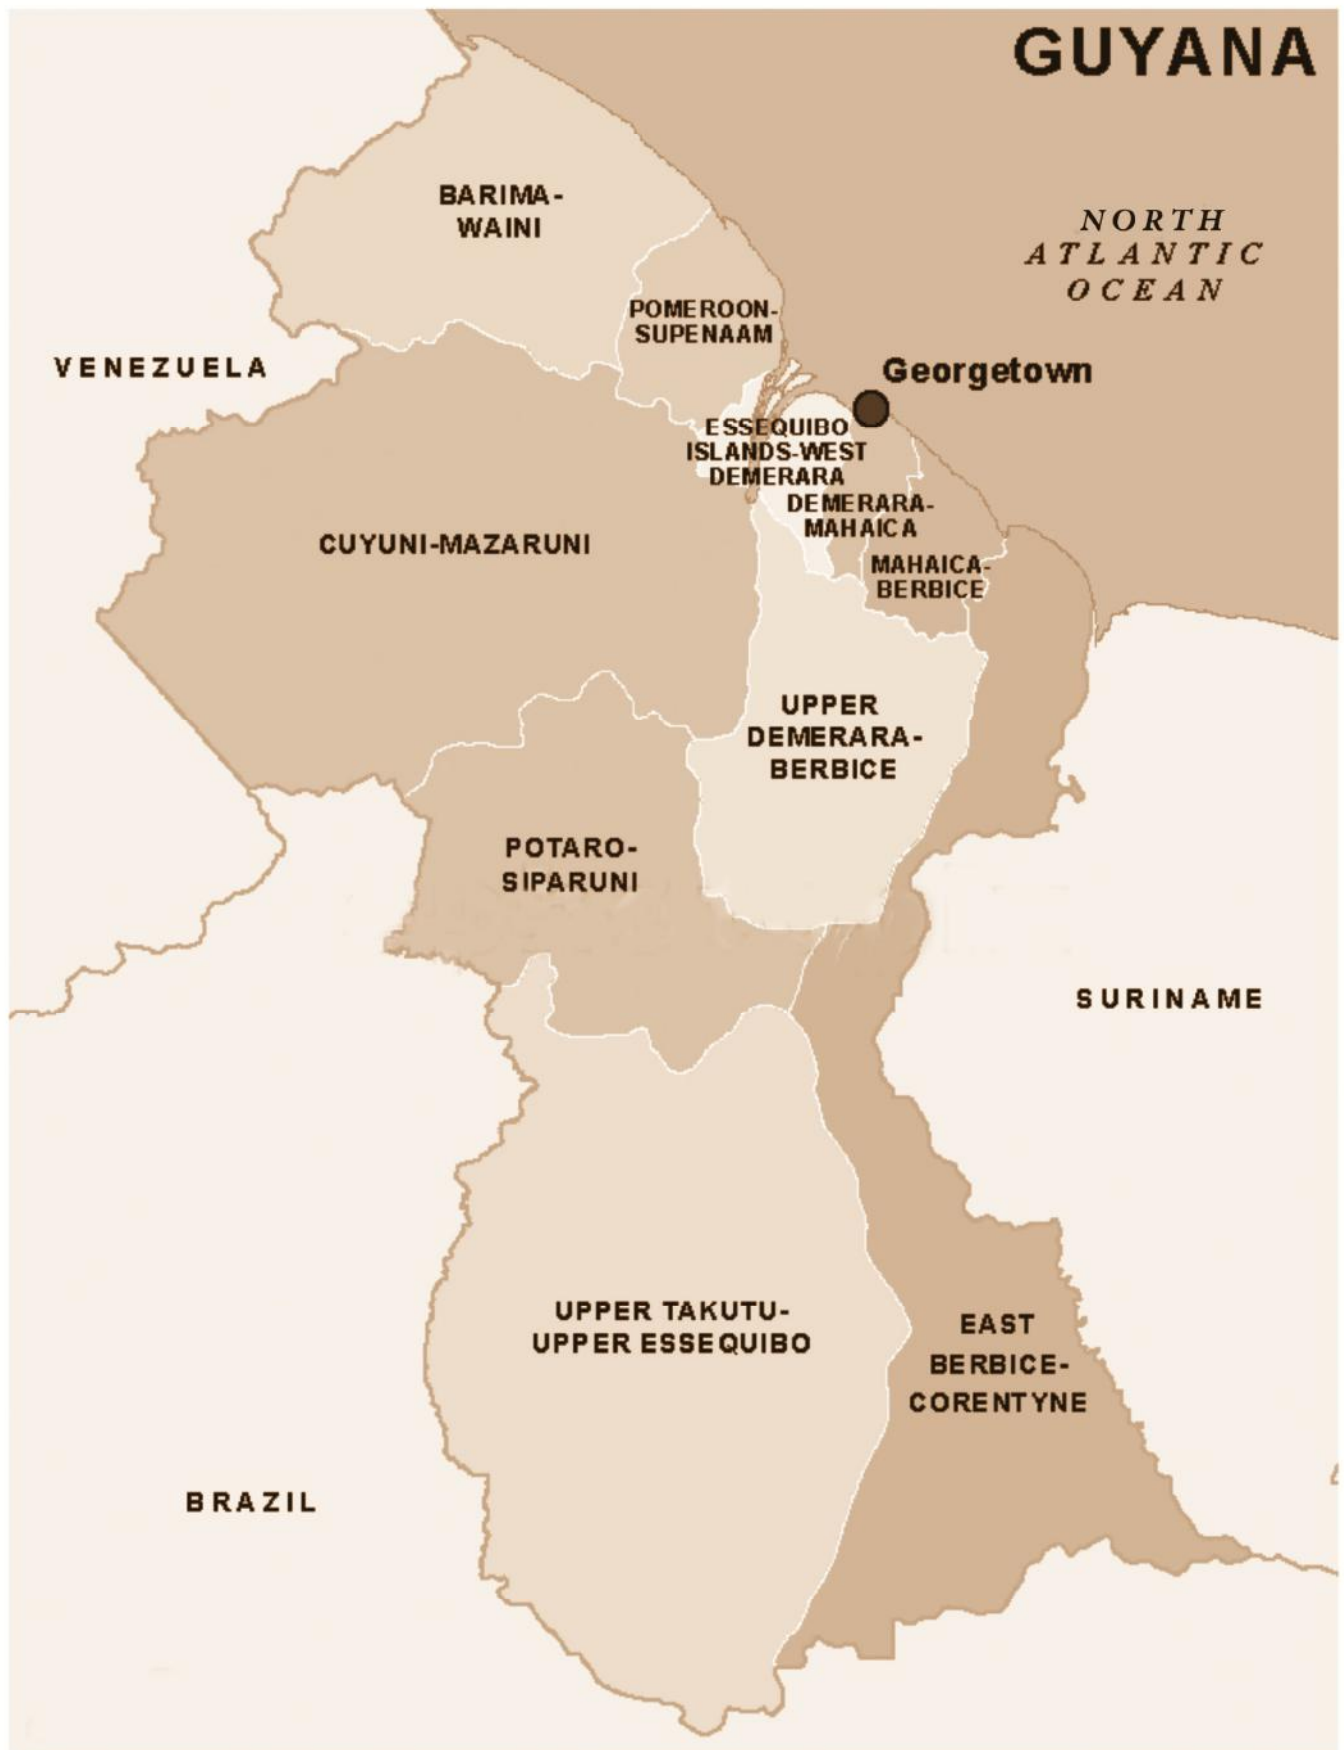 GUYANA
BARIMA-
WAINI
NORTH
ATLANTIC
OCEAN
POMEROON-
SUPENAAM
VENEZUELA
Georgetown
ESSEQUIBO
ISLANDS-WEST
DEMERARA
DEMERARA-
MAHAICA
CUYUNI-MAZARUNI
MAHAICA-
BERBICE
UPPER
DEMERARA-
BERBICE
POTARO-
SIPARUNI
SURINAME
UPPER TAKUTU-
UPPER ESSEQUIBO
EAST
BERBICE-
CORENTYNE
BRAZIL